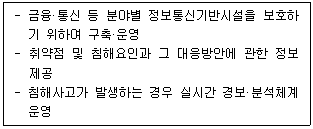 - 금융·통신 등 분야별 정보통신기반시설을 보호하
기 위하여 구축·운영
- 취약점 및 침해요인과 그 대응방안에 관한 정보
제공
- 침해사고가 발생하는 경우 실시간 경보·분석체계
운영